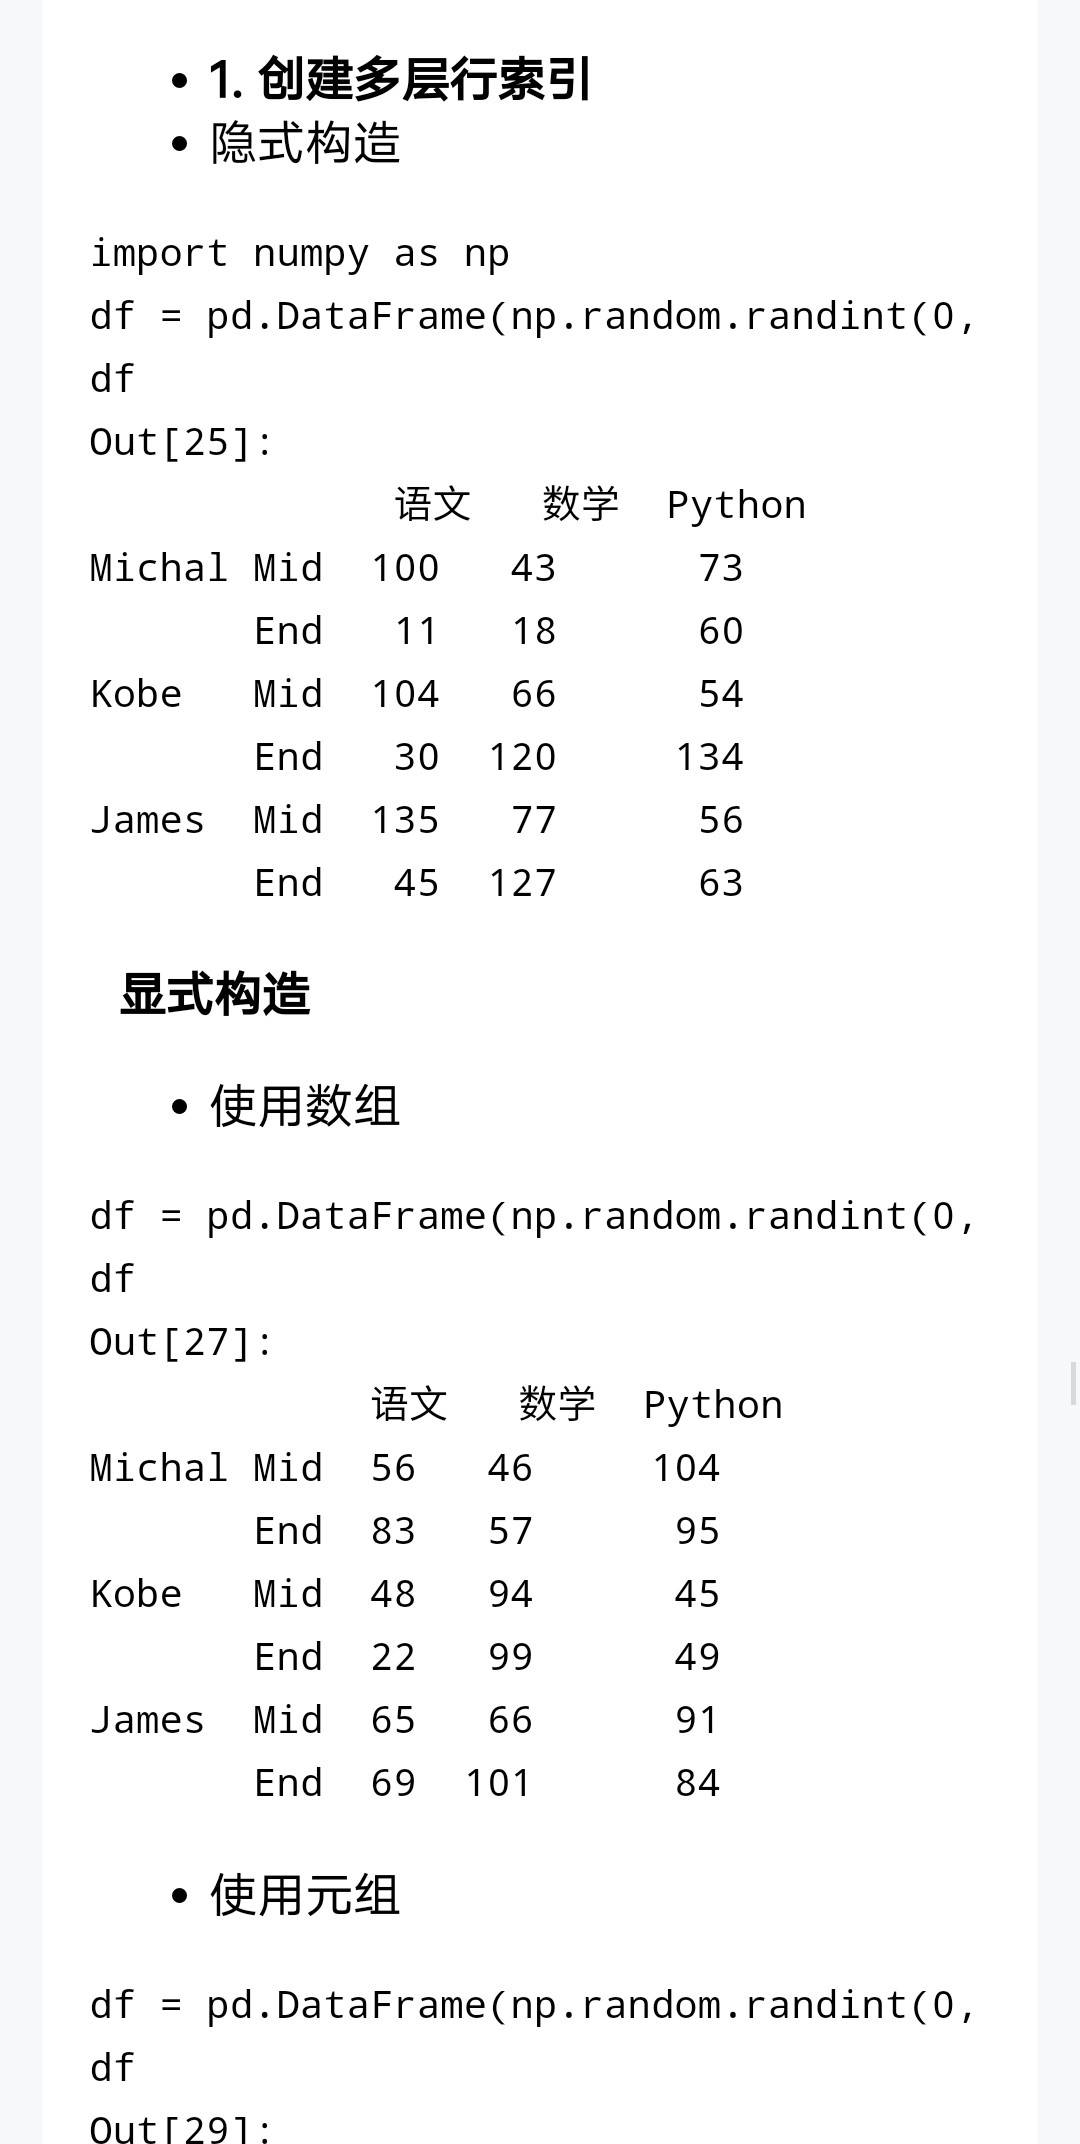 1. 创建多层行索引
隐式构造
import numpy as np
df = pd.DataFrame(np.random.randint(0,
df
Out[25]:
语文 数学 Python
Michal Mid 100 43 73
End 11 18 60
Kobe Mid 104 66 54
End 30 120 134
James Mid 135 77 56
End 45 127 63
显式构造
使用数组
df = pd.DataFrame(np.random.randint(0,
df
Out[27]:
语文 数学 Python
Michal Mid 56 46 104
End 83 57 95
Kobe Mid 48 94 45
End 22 99 49
James Mid 65 66 91
End 69 101 84
使用元组
df = pd.DataFrame(np.random.randint(0,
df
Out[29]: